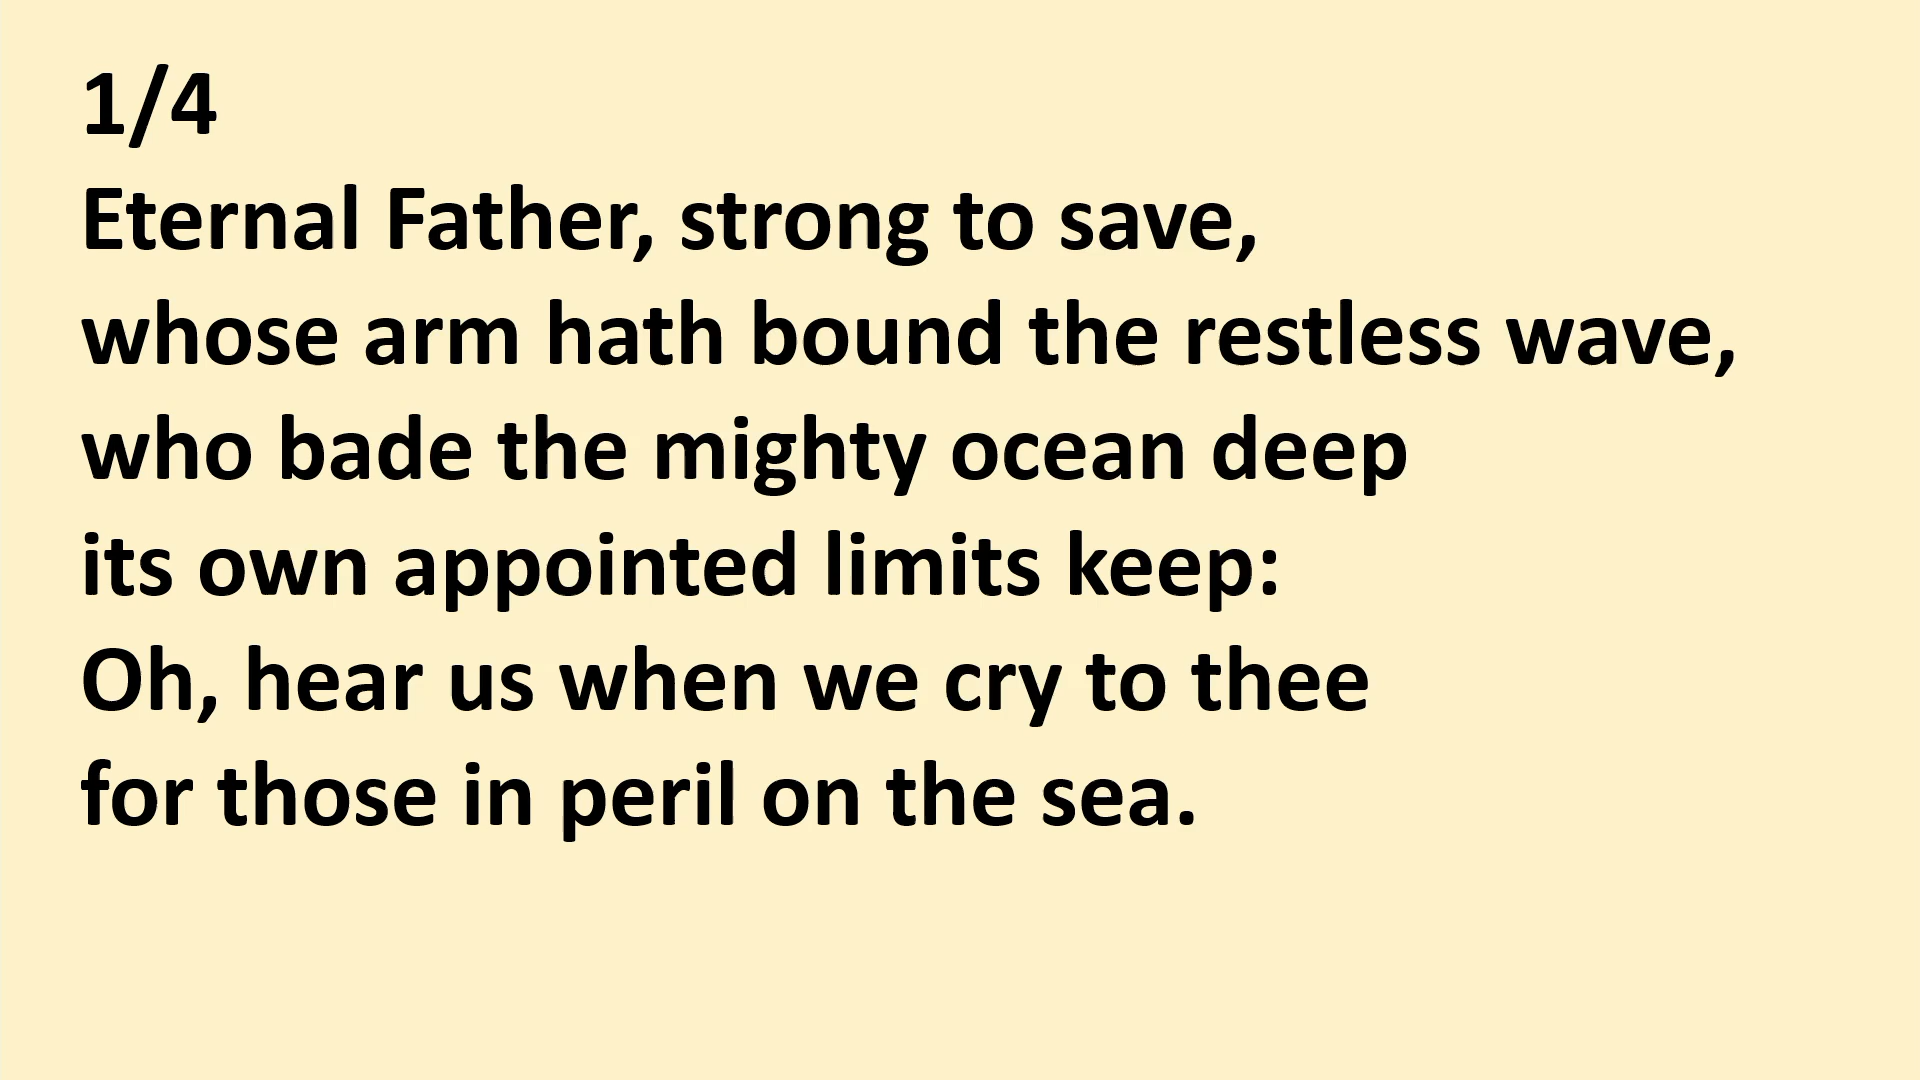 1/4
Eternal Father, strong to save,
whose arm hath bound the restless wave,
who bade the mighty ocean deep
its own appointed limits keep:
Oh, hear us when we cry to thee
for those in peril on the sea.